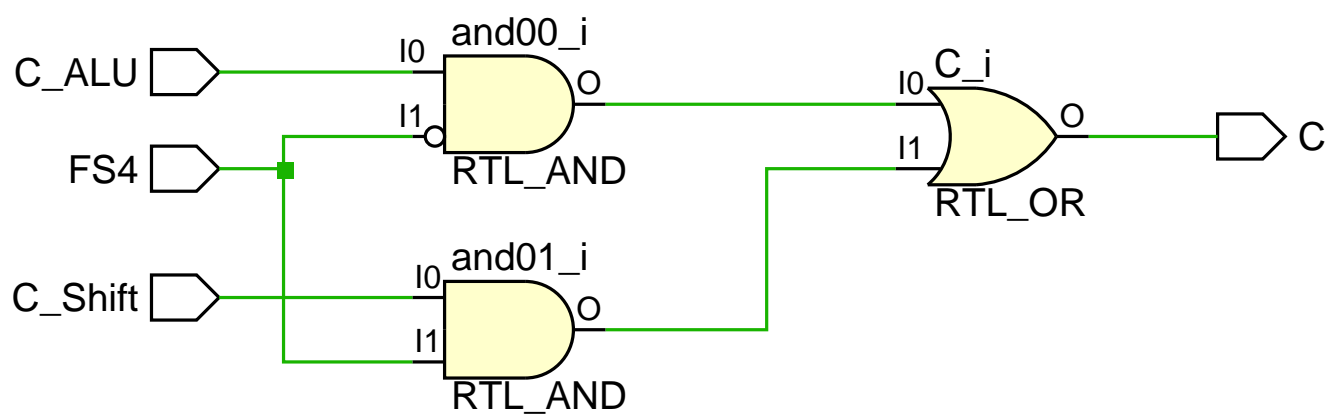 and00_i
C_ALU
I0
O
I1
RTL_AND
FS4
C_i
I0
O
I1
RTL_OR
C
and01_i
C_Shift
I0
O
I1
RTL_AND